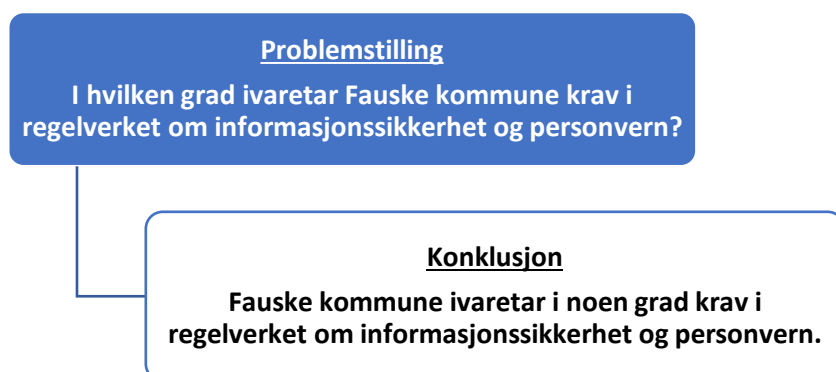 Problemstilling
I hvilken grad ivaretar Fauske kommune krav i
regelverket om informasjonssikkerhet og personvern?
Konklusjon
Fauske kommune ivaretar i noen grad krav i
regelverket om informasjonssikkerhet og personvern.